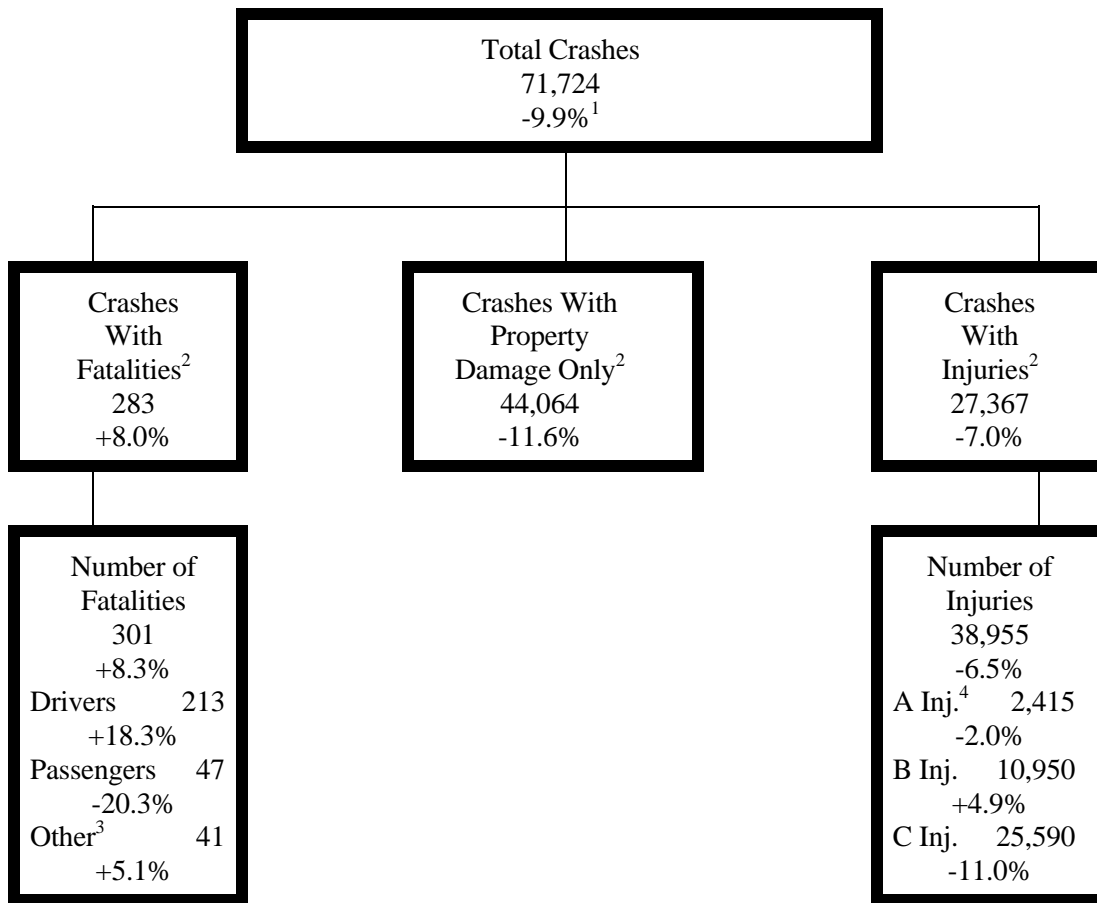 Total Crashes
71,724
-9.9%¹
Crashes
With
Fatalities²
283
+8.0%
Crashes With
Property
Damage Only²
44,064
-11.6%
Crashes
With
Injuries²
27,367
-7.0%
Number of
Fatalities
301
+8.3%
Drivers 213
+18.3%
Passengers 47
-20.3%
Other³ 41
+5.1%
Number of
Injuries
38,955
-6.5%
A Inj.⁴ 2,415
-2.0%
B Inj. 10,950
+4.9%
C Inj. 25,590
-11.0%